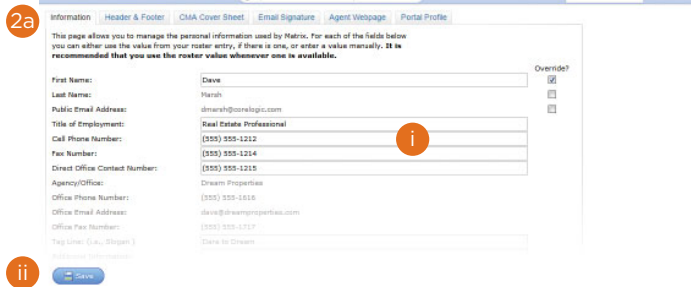 2a
Information Header & Footer CMA Cover Sheet Email Signature Agent Webpage Portal Profile
This page allows you to manage the personal information used by Matrix. For each of the fields below
you can either use the value from your roster entry, if there is one, or enter a value manually. It is
recommended that you use the roster value whenever one is available.
Override?
First Name: Dave
Last Name: Marsh
Public Email Address: dmarsh@corelogic.com
Title of Employment: Real Estate Professional
Cell Phone Number: (555) 555-1212
i
Fax Number: (555) 555-1214
Direct Office Contact Number: (555) 555-1215
Agency/Office: Dream Properties
Office Phone Number: (555) 555-1616
Office Email Address: dave@dreamproperties.com
Office Fax Number: (555) 555-1717
Tag Line: (i.e., Slogan ) Dare to Dream
Additional Information:
ii
Save